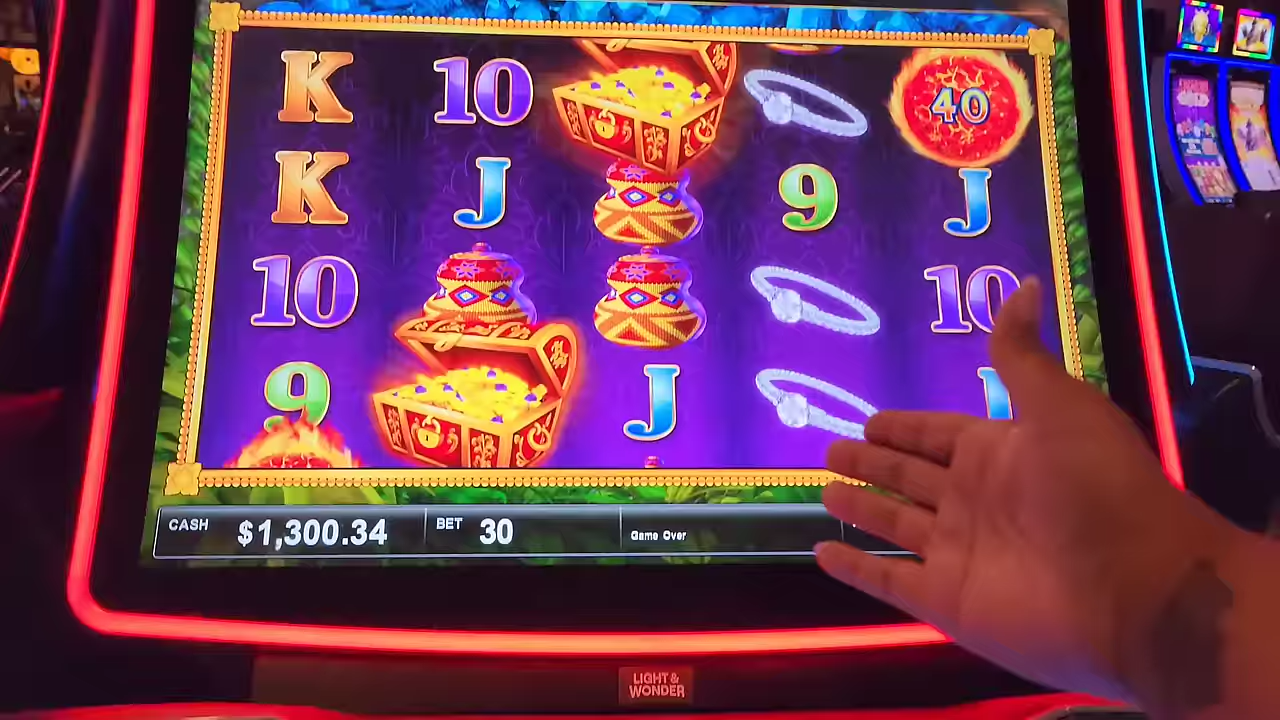 K 10 40
K J 9 J
10 10
9 J J
CASH $1,300.34 BET 30 Game Over
LIGHT &
WONDER